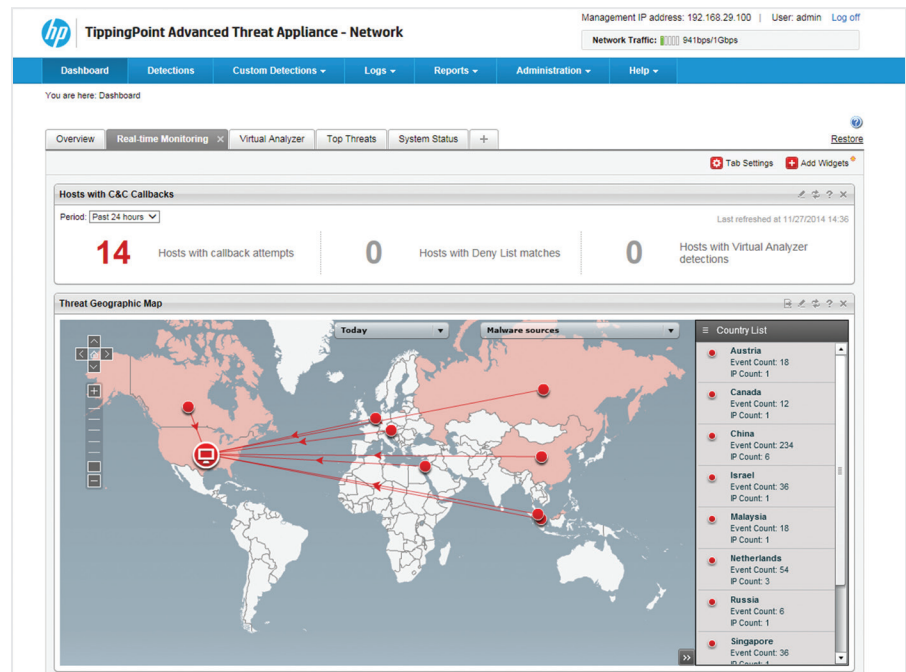 hp
TippingPoint Advanced Threat Appliance - Network
Management IP address: 192.168.29.100 | User: admin Log off
Network Traffic: 941bps/1Gbps
Dashboard Detections Custom Detections Logs Reports Administration Help
You are here: Dashboard
Overview Real-time Monitoring Virtual Analyzer Top Threats System Status +
Restore
Tab Settings Add Widgets
Hosts with C&C Callbacks
Period: Past 24 hours
Last refreshed at 11/27/2014 14:36
14 Hosts with callback attempts
0 Hosts with Deny List matches
0 Hosts with Virtual Analyzer
detections
Threat Geographic Map
Today
Malware sources
Country List
Austria
Event Count: 18
IP Count: 1
Canada
Event Count: 12
IP Count: 1
China
Event Count: 234
IP Count: 6
Israel
Event Count: 36
IP Count: 1
Malaysia
Event Count: 18
IP Count: 1
Netherlands
Event Count: 54
IP Count: 3
Russia
Event Count: 6
IP Count: 1
Singapore
Event Count: 36